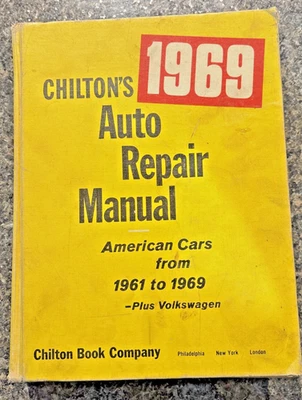 1969
CHILTON'S
Auto
Repair
Manual
American Cars
from
1961 to 1969
–Plus Volkswagen
Chilton Book Company Philadelphia New York London